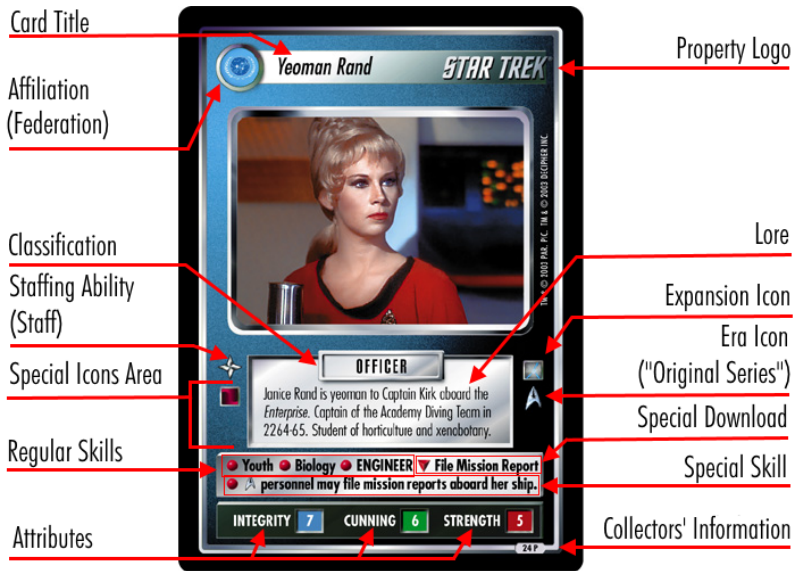 Card Title
Property Logo
Yeoman Rand
STAR TREK
Affiliation
(Federation)
TM & © 2003 PAR. PIC. TM & © 2003 DECIPHER INC.
Classification
Lore
Staffing Ability
(Staff)
Expansion Icon
Era Icon
("Original Series")
OFFICER
Special Icons Area
Janice Rand is yeoman to Captain Kirk aboard the
Enterprise. Captain of the Academy Diving Team in
2264-65. Student of horticulture and xenobotany.
Special Download
Regular Skills
Youth Biology ENGINEER File Mission Report
Special Skill
personnel may file mission reports aboard her ship.
INTEGRITY 7 CUNNING 6 STRENGTH 5
Attributes
Collectors' Information
24 P